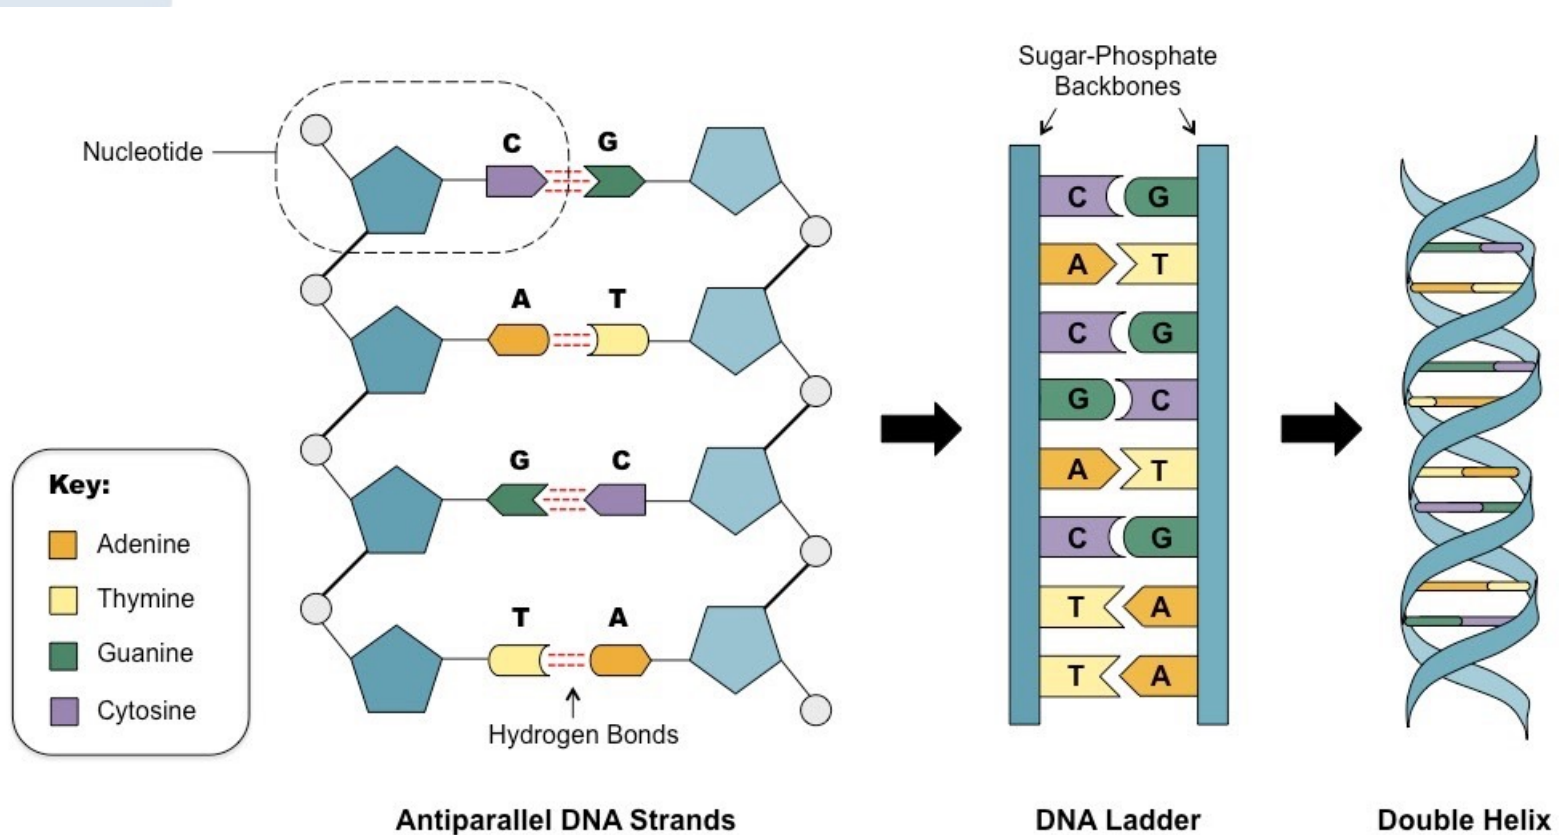 Sugar-Phosphate
Backbones
Nucleotide
C G
A T
G C
T A
Hydrogen Bonds
Key:
Adenine
Thymine
Guanine
Cytosine
C G
A T
C G
G C
A T
C G
T A
T A
Antiparallel DNA Strands
DNA Ladder
Double Helix